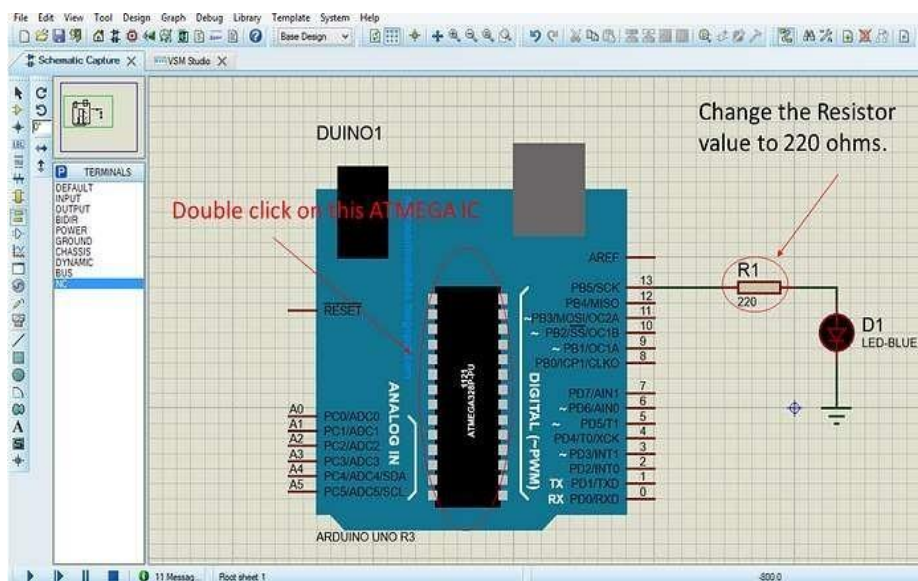 File Edit View Tool Design Graph Debug Library Template System Help
Base Design
Schematic Capture X
VSM Studio X
Change the Resistor
value to 220 ohms.
DUINO1
P TERMINALS
DEFAULT
INPUT
OUTPUT
BIDIR
POWER
GROUND
CHASSIS
DYNAMIC
BUS
NC
LBL
A
Double click on this ATMEGA IC
AREF
RESET
PB5/SCK 13
PB4/MISO 12
~PB3/MOSI/OC2A 11
~ PB2/SS/OC1B 10
~ PB1/OC1A 9
PB0/ICP1/CLKO 8
PD7/AIN1 7
~ PD6/AIN0 6
~ PD5/T1 5
PD4/T0/XCK 4
~ PD3/INT1 3
PD2/INT0 2
TX PD1/TXD 1
RX PD0/RXD 0
R1
220
D1
LED-BLUE
1121
ATMEGA328P-PU
ANALOG IN
DIGITAL (~PWM)
A0 PC0/ADC0
A1 PC1/ADC1
A2 PC2/ADC2
A3 PC3/ADC3
A4 PC4/ADC4/SDA
A5 PC5/ADC5/SCL
ARDUINO UNO R3
11 Messag...
Root sheet 1
-800.0